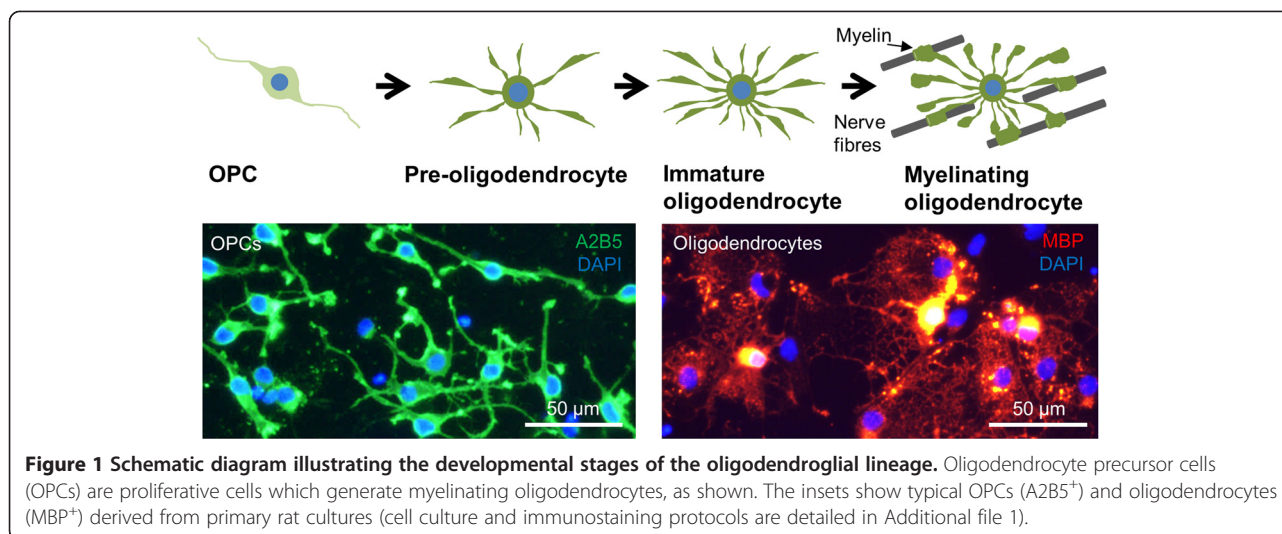 Myelin
Nerve
fibres
OPC
Pre-oligodendrocyte
Immature
oligodendrocyte
Myelinating
oligodendrocyte
OPCs
A2B5
DAPI
50 µm
Oligodendrocytes
MBP
DAPI
50 µm
Figure 1 Schematic diagram illustrating the developmental stages of the oligodendroglial lineage. Oligodendrocyte precursor cells
(OPCs) are proliferative cells which generate myelinating oligodendrocytes, as shown. The insets show typical OPCs (A2B5⁺) and oligodendrocytes
(MBP⁺) derived from primary rat cultures (cell culture and immunostaining protocols are detailed in Additional file 1).